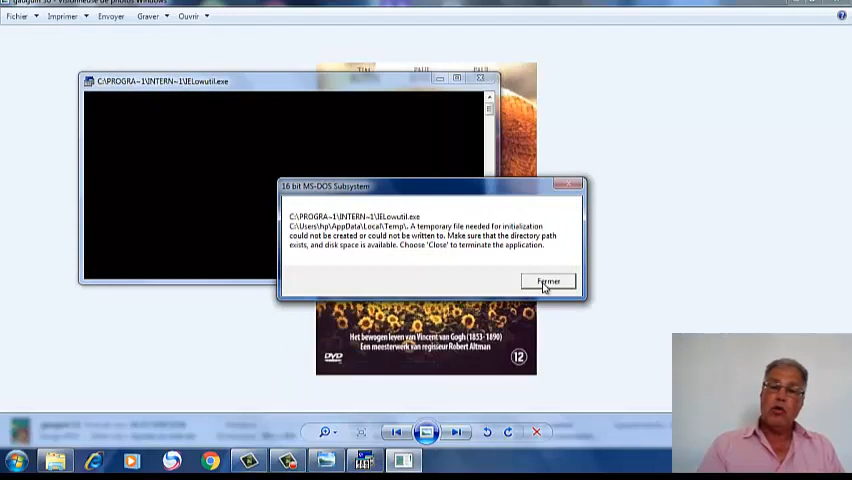 Visionneuse de photos Windows
Fichier Imprimer Envoyer Graver Ouvrir
C:\PROGRA~1\INTERN~1\IELowutil.exe
16 bit MS-DOS Subsystem
C:\PROGRA~1\INTERN~1\IELowutil.exe
C:\Users\hp\AppData\Local\Temp\. A temporary file needed for initialization
could not be created or could not be written to. Make sure that the directory path
exists, and disk space is available. Choose 'Close' to terminate the application.
Fermer
Het bewogen leven van Vincent van Gogh (1853-1890)
Een meesterwerk van regisseur Robert Altman
DVD
12